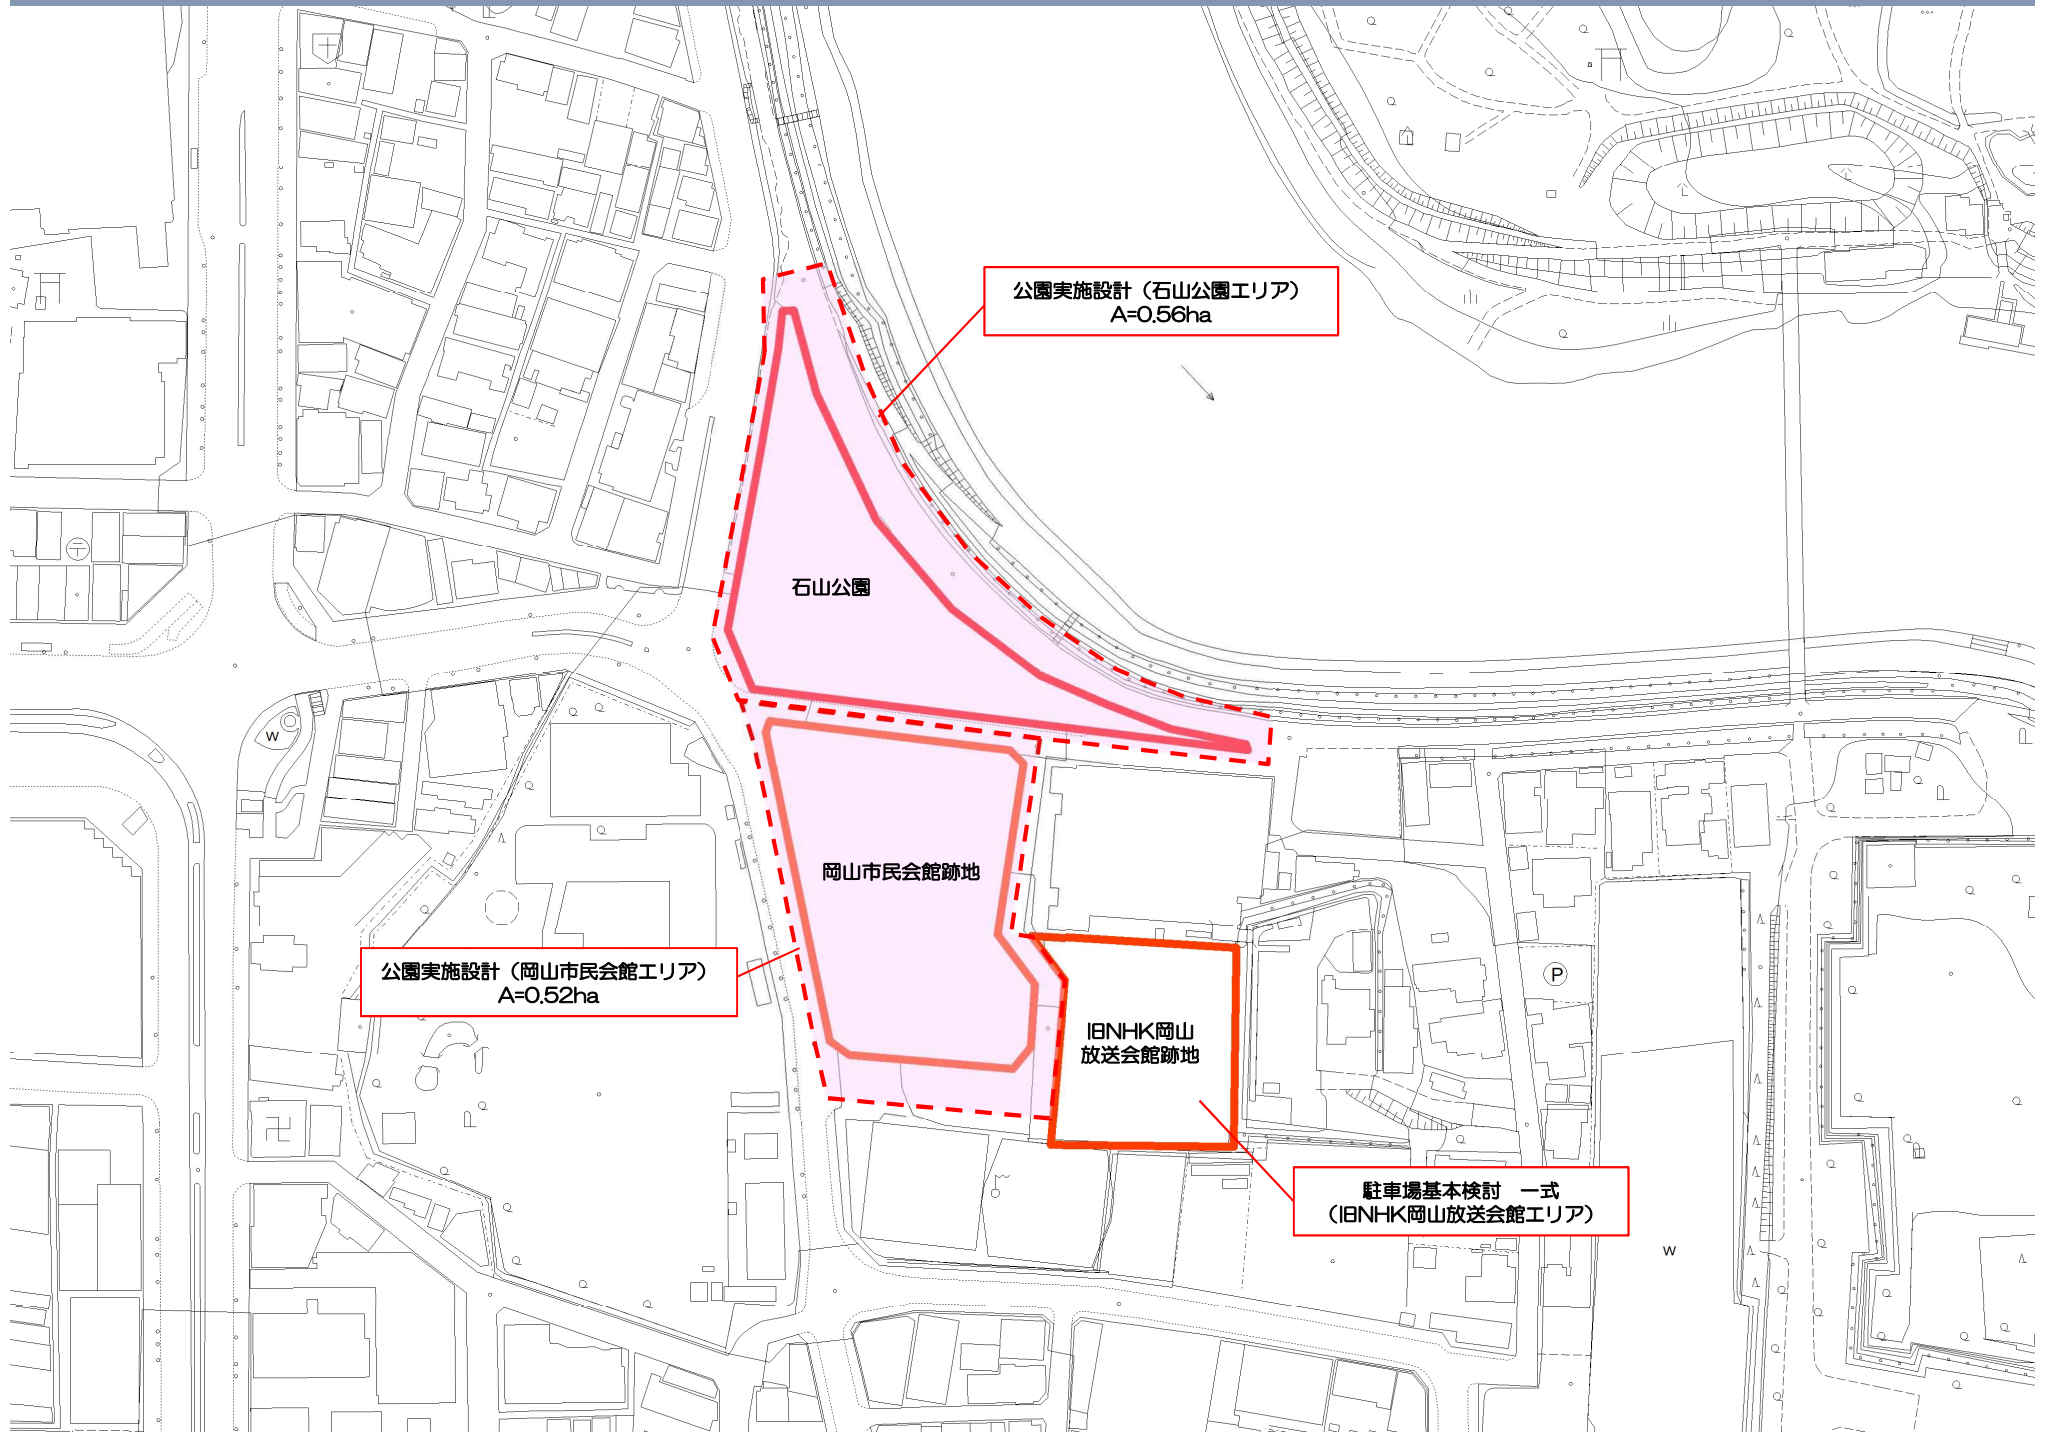 公園実施設計（石山公園エリア）
A=0.56ha
石山公園
W
岡山市民会館跡地
公園実施設計（岡山市民会館エリア）
A=0.52ha
P
旧NHK岡山
放送会館跡地
駐車場基本検討　一式
（旧NHK岡山放送会館エリア）
W